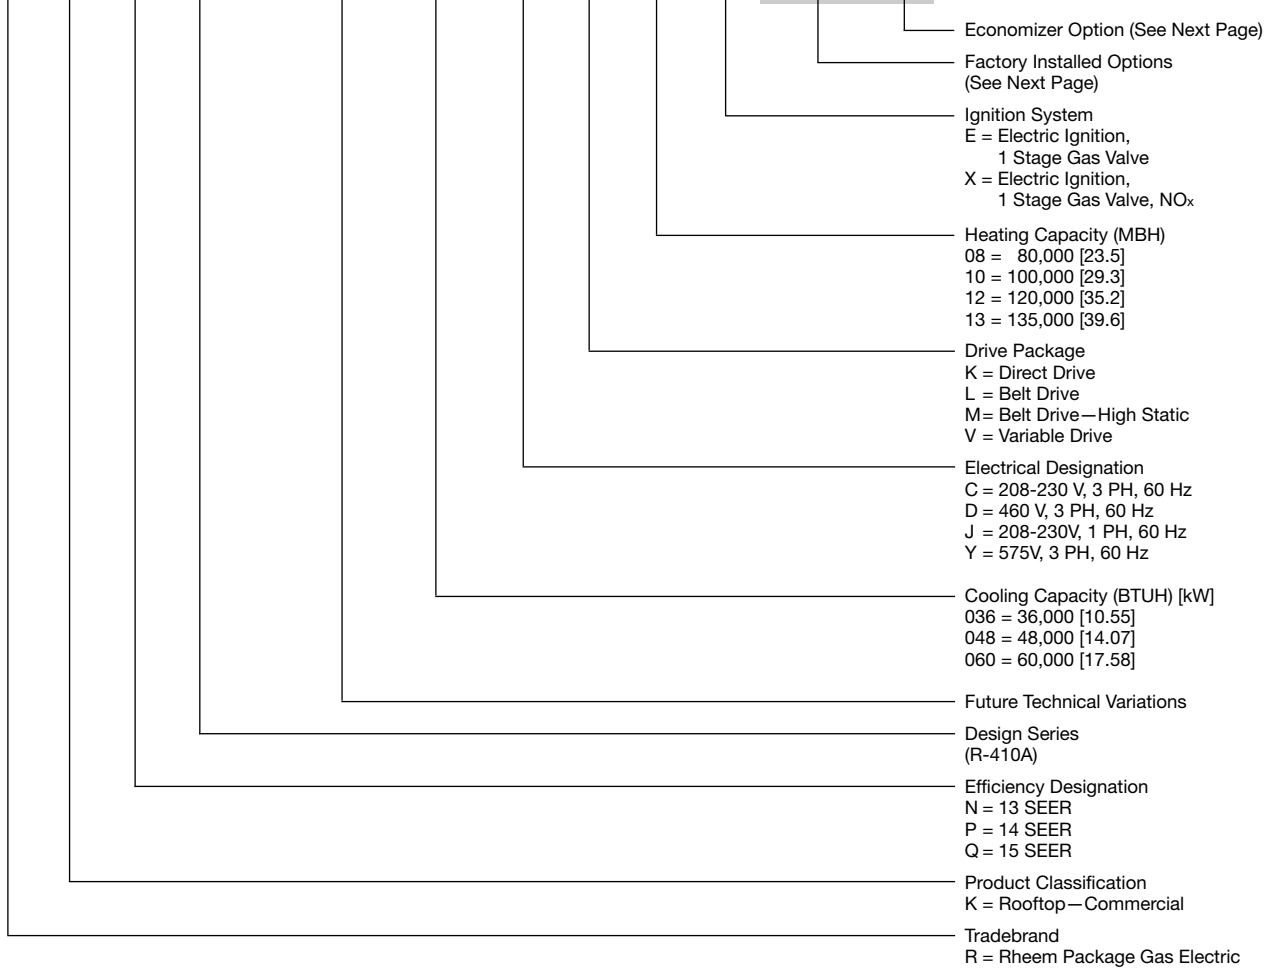 Economizer Option (See Next Page)
Factory Installed Options
(See Next Page)
Ignition System
E = Electric Ignition,
1 Stage Gas Valve
X = Electric Ignition,
1 Stage Gas Valve, NOx
Heating Capacity (MBH)
08 = 80,000 [23.5]
10 = 100,000 [29.3]
12 = 120,000 [35.2]
13 = 135,000 [39.6]
Drive Package
K = Direct Drive
L = Belt Drive
M= Belt Drive—High Static
V = Variable Drive
Electrical Designation
C = 208-230 V, 3 PH, 60 Hz
D = 460 V, 3 PH, 60 Hz
J = 208-230V, 1 PH, 60 Hz
Y = 575V, 3 PH, 60 Hz
Cooling Capacity (BTUH) [kW]
036 = 36,000 [10.55]
048 = 48,000 [14.07]
060 = 60,000 [17.58]
Future Technical Variations
Design Series
(R-410A)
Efficiency Designation
N = 13 SEER
P = 14 SEER
Q = 15 SEER
Product Classification
K = Rooftop—Commercial
Tradebrand
R = Rheem Package Gas Electric